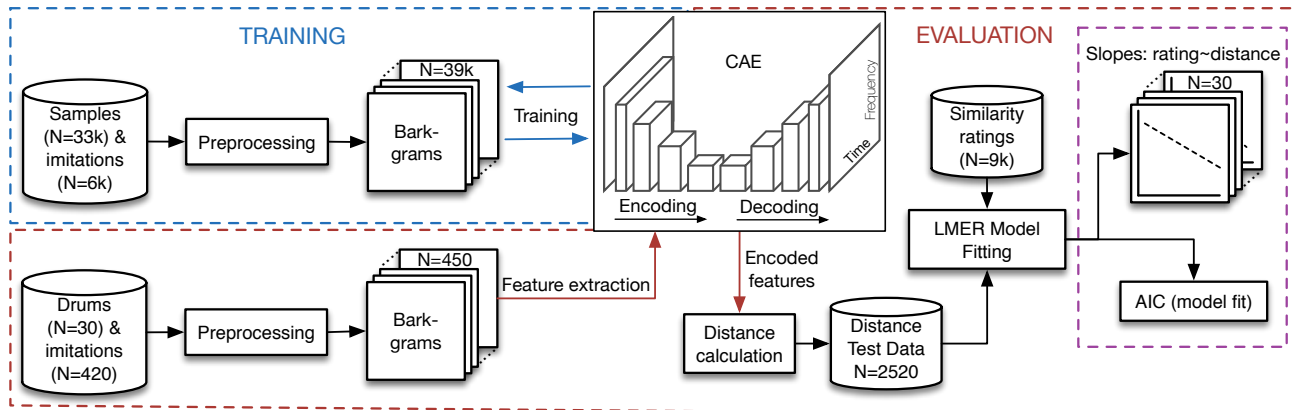 TRAINING
Samples
(N=33k) &
imitations
(N=6k)
Preprocessing
N=39k
Bark-
grams
Training
CAE
Frequency
Time
Encoding
Decoding
EVALUATION
Similarity
ratings
(N=9k)
Slopes: rating~distance
N=30
LMER Model
Fitting
AIC (model fit)
Drums
(N=30) &
imitations
(N=420)
Preprocessing
N=450
Bark-
grams
Feature extraction
Encoded
features
Distance
calculation
Distance
Test Data
N=2520